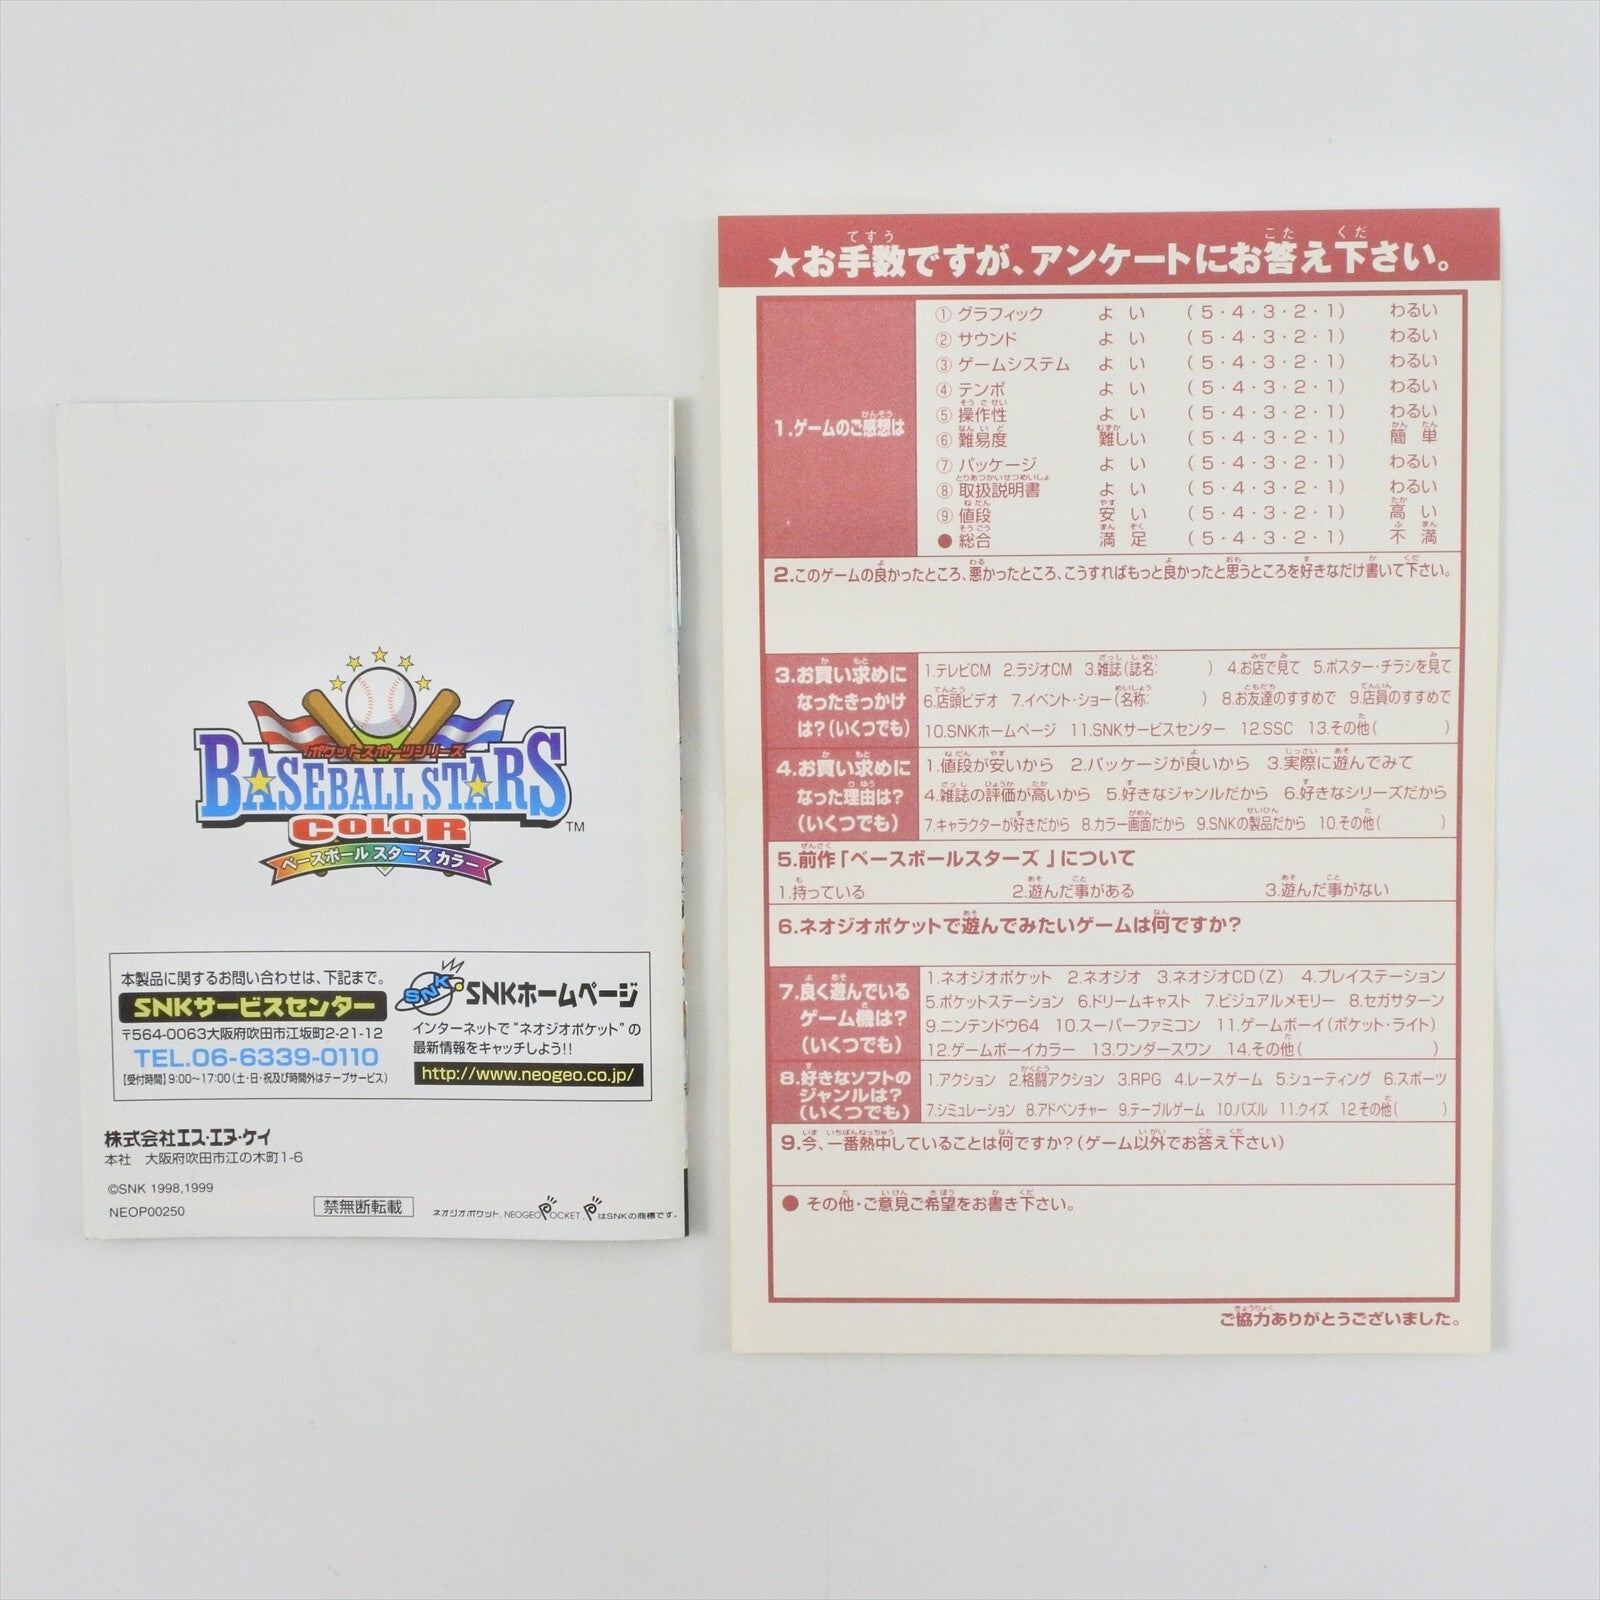 ポケットスポーツシリーズ
BASEBALL STARS
COLOR
TM
ベースボール スターズ カラー
本製品に関するお問い合わせは、下記まで。
SNKサービスセンター
〒564-0063大阪府吹田市江坂町2-21-12
TEL.06-6339-0110
【受付時間】9:00〜17:00(土・日・祝及び時間外はテープサービス)
SNK SNKホームページ
インターネットで"ネオジオポケット"の
最新情報をキャッチしよう!!
http://www.neogeo.co.jp/
株式会社エス・エヌ・ケイ
本社 大阪府吹田市江の木町1-6
©SNK 1998,1999
NEOP00250
禁無断転載
ネオジオポケット、NEOGEO POCKET、PはSNKの商標です。
★お手数ですが、アンケートにお答え下さい。
1.ゲームのご感想は
① グラフィック よい (5・4・3・2・1) わるい
② サウンド よい (5・4・3・2・1) わるい
③ ゲームシステム よい (5・4・3・2・1) わるい
④ テンポ よい (5・4・3・2・1) わるい
⑤ 操作性 よい (5・4・3・2・1) わるい
⑥ 難易度 難しい (5・4・3・2・1) 簡単
⑦ パッケージ よい (5・4・3・2・1) わるい
⑧ 取扱説明書 よい (5・4・3・2・1) わるい
⑨ 値段 安い (5・4・3・2・1)高い
● 総合 満足 (5・4・3・2・1) 不満
2.このゲームの良かったところ、悪かったところ、こうすればもっと良かったと思うところを好きなだけ書いて下さい。
3.お買い求めに
なったきっかけ
は?(いくつでも)
1.テレビCM 2.ラジオCM 3.雑誌(誌名: ) 4.お店で見て 5.ポスター・チラシを見て
6.店頭ビデオ 7.イベント・ショー(名称: ) 8.お友達のすすめで 9.店員のすすめで
10.SNKホームページ 11.SNKサービスセンター 12.SSC 13.その他( )
4.お買い求めに
なった理由は?
(いくつでも)
1.値段が安いから 2.パッケージが良いから 3.実際に遊んでみて
4.雑誌の評価が高いから 5.好きなジャンルだから 6.好きなシリーズだから
7.キャラクターが好きだから 8.カラー画面だから 9.SNKの製品だから 10.その他( )
5.前作「ベースボールスターズ」について
1.持っている 2.遊んだ事がある 3.遊んだ事がない
6.ネオジオポケットで遊んでみたいゲームは何ですか?
7.良く遊んでいる
ゲーム機は?
(いくつでも)
1.ネオジオポケット 2.ネオジオ 3.ネオジオCD(Z) 4.プレイステーション
5.ポケットステーション 6.ドリームキャスト 7.ビジュアルメモリー 8.セガサターン
9.ニンテンドウ64 10.スーパーファミコン 11.ゲームボーイ(ポケット・ライト)
12.ゲームボーイカラー 13.ワンダースワン 14.その他( )
8.好きなソフトの
ジャンルは?
(いくつでも)
1.アクション 2.格闘アクション 3.RPG 4.レースゲーム 5.シューティング 6.スポーツ
7.シミュレーション 8.アドベンチャー 9.テーブルゲーム 10.パズル 11.クイズ 12.その他( )
9.今、一番熱中していることは何ですか?(ゲーム以外でお答え下さい)
● その他・ご意見ご希望をお書き下さい。
ご協力ありがとうございました。